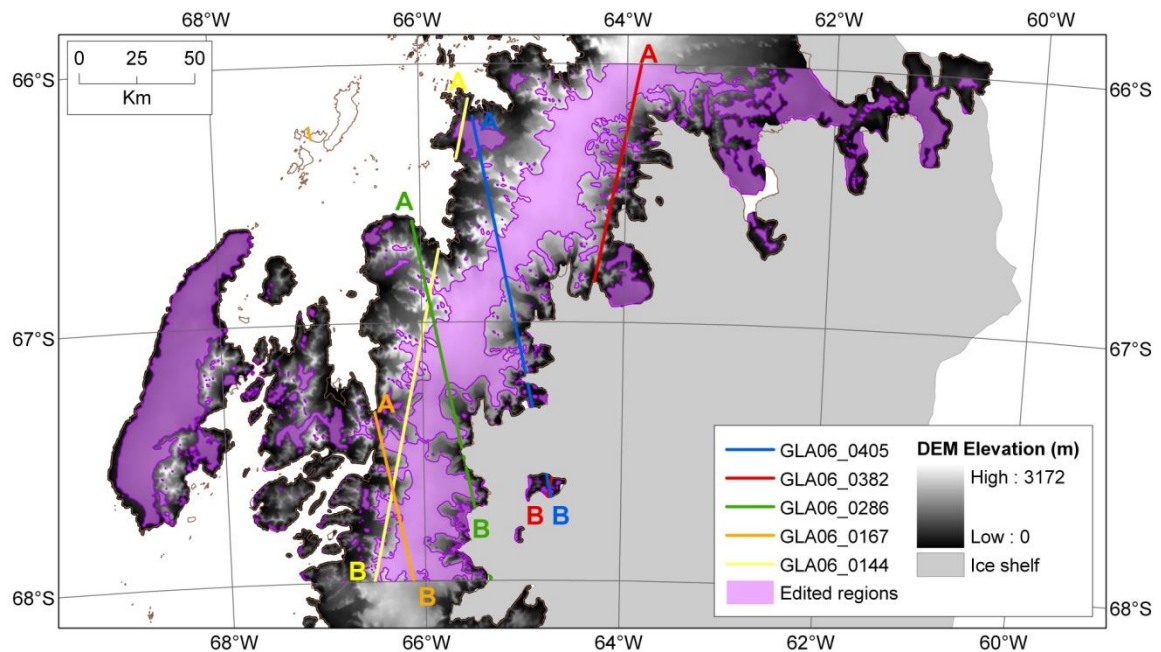 68°W 66°W 64°W 62°W 60°W
0 25 50
Km
66°S
66°S
A
A
A
A
67°S
67°S
A
B B
B
B
B
68°S
68°S
GLA06_0405
GLA06_0382
GLA06_0286
GLA06_0167
GLA06_0144
Edited regions
DEM Elevation (m)
High : 3172
Low : 0
Ice shelf
68°W 66°W 64°W 62°W 60°W